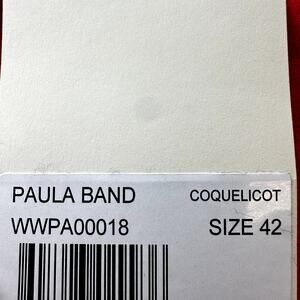 PAULA BAND COQUELICOT
WWPA00018 SIZE 42